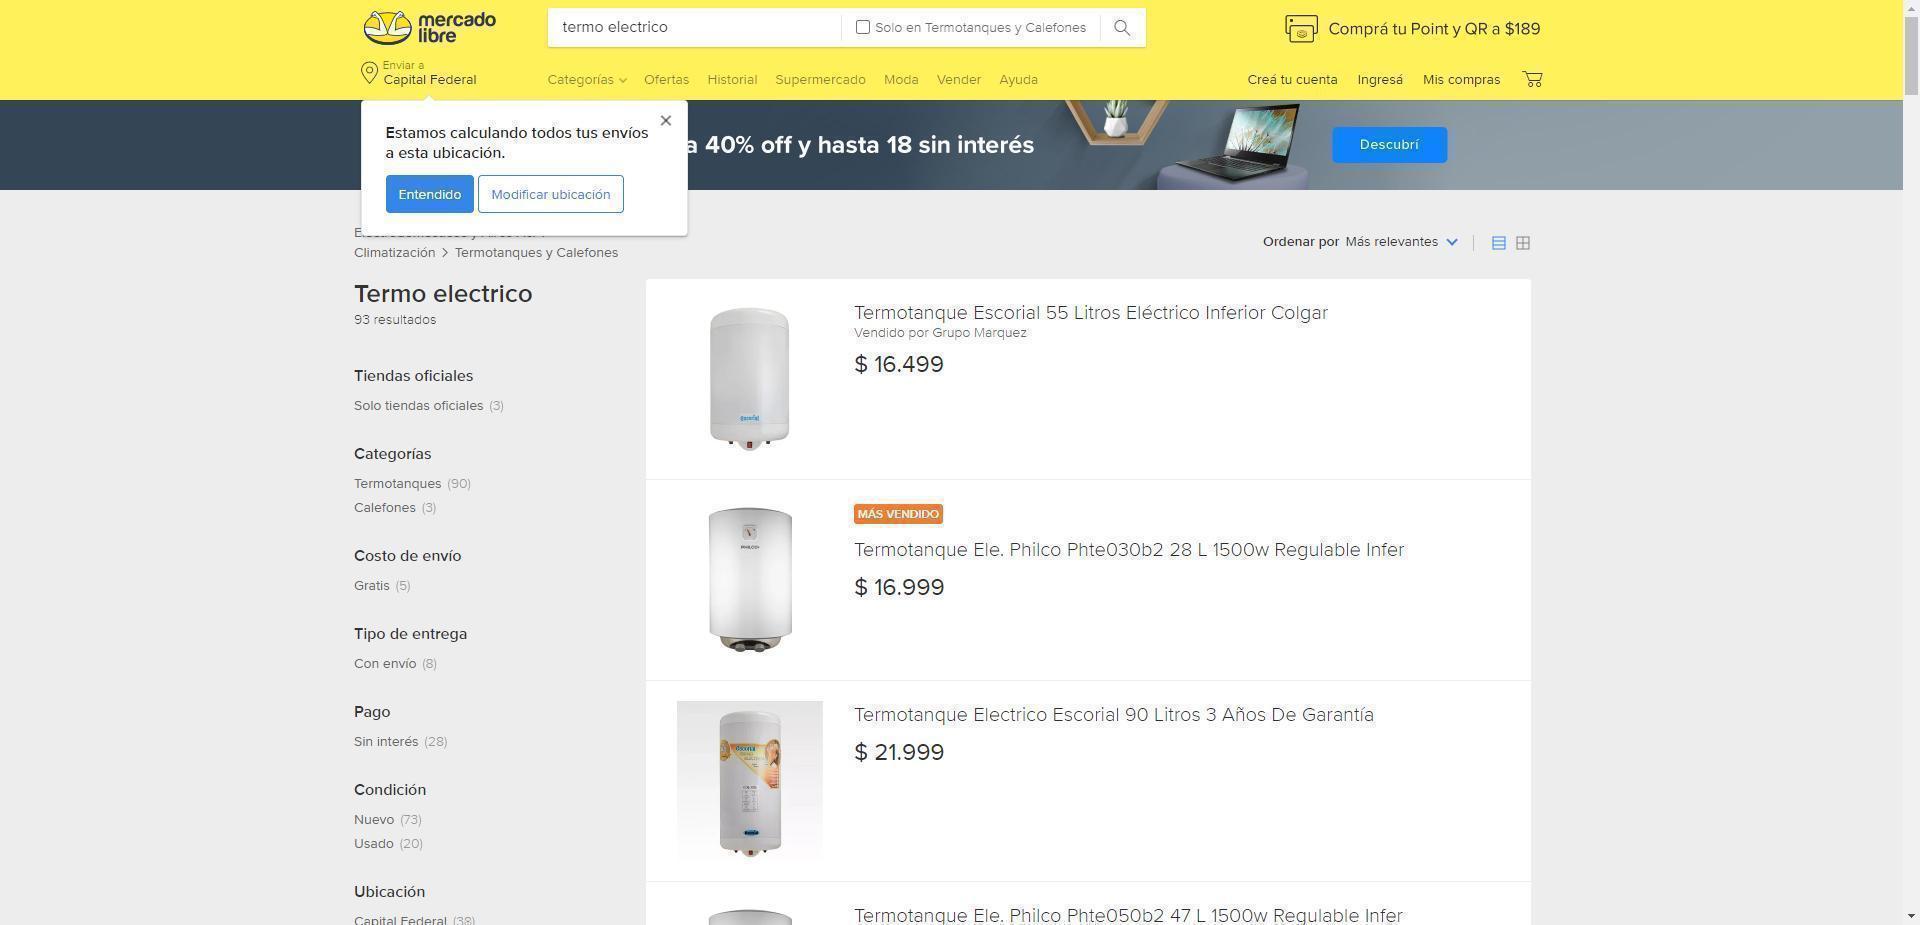 mercado
libre
termo electrico
Solo en Termotanques y Calefones
Comprá tu Point y QR a $189
Enviar a
Capital Federal
Categorías
Ofertas
Historial
Supermercado
Moda
Vender
Ayuda
Creá tu cuenta
Ingresá
Mis compras
Estamos calculando todos tus envíos
a esta ubicación.
Entendido
Modificar ubicación
a 40% off y hasta 18 sin interés
Descubrí
Climatización > Termotanques y Calefones
Ordenar por Más relevantes
Termo electrico
93 resultados
Tiendas oficiales
Solo tiendas oficiales (3)
Categorías
Termotanques (90)
Calefones (3)
Costo de envío
Gratis (5)
Tipo de entrega
Con envío (8)
Pago
Sin interés (28)
Condición
Nuevo (73)
Usado (20)
Ubicación
Capital Federal (38)
Termotanque Escorial 55 Litros Eléctrico Inferior Colgar
Vendido por Grupo Marquez
$ 16.499
Escorial
MÁS VENDIDO
Termotanque Ele. Philco Phte030b2 28 L 1500w Regulable Infer
$ 16.999
PHILCO
Termotanque Electrico Escorial 90 Litros 3 Años De Garantía
$ 21.999
Escorial
Termotanque Ele. Philco Phte050b2 47 L 1500w Regulable Infer